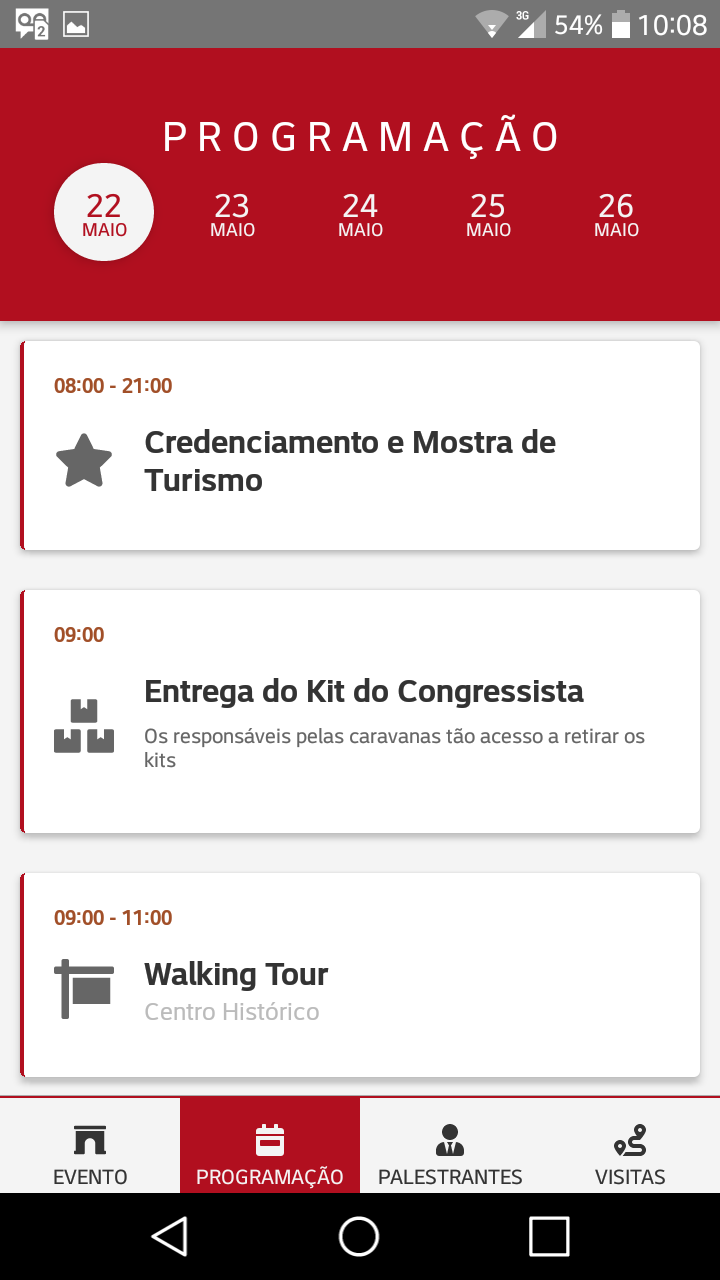 2
3G
54%
10:08
PROGRAMAÇÃO
22
MAIO
23
MAIO
24
MAIO
25
MAIO
26
MAIO
08:00 - 21:00
Credenciamento e Mostra de
Turismo
09:00
Entrega do Kit do Congressista
Os responsáveis pelas caravanas tão acesso a retirar os
kits
09:00 - 11:00
Walking Tour
Centro Histórico
EVENTO
PROGRAMAÇÃO
PALESTRANTES
VISITAS